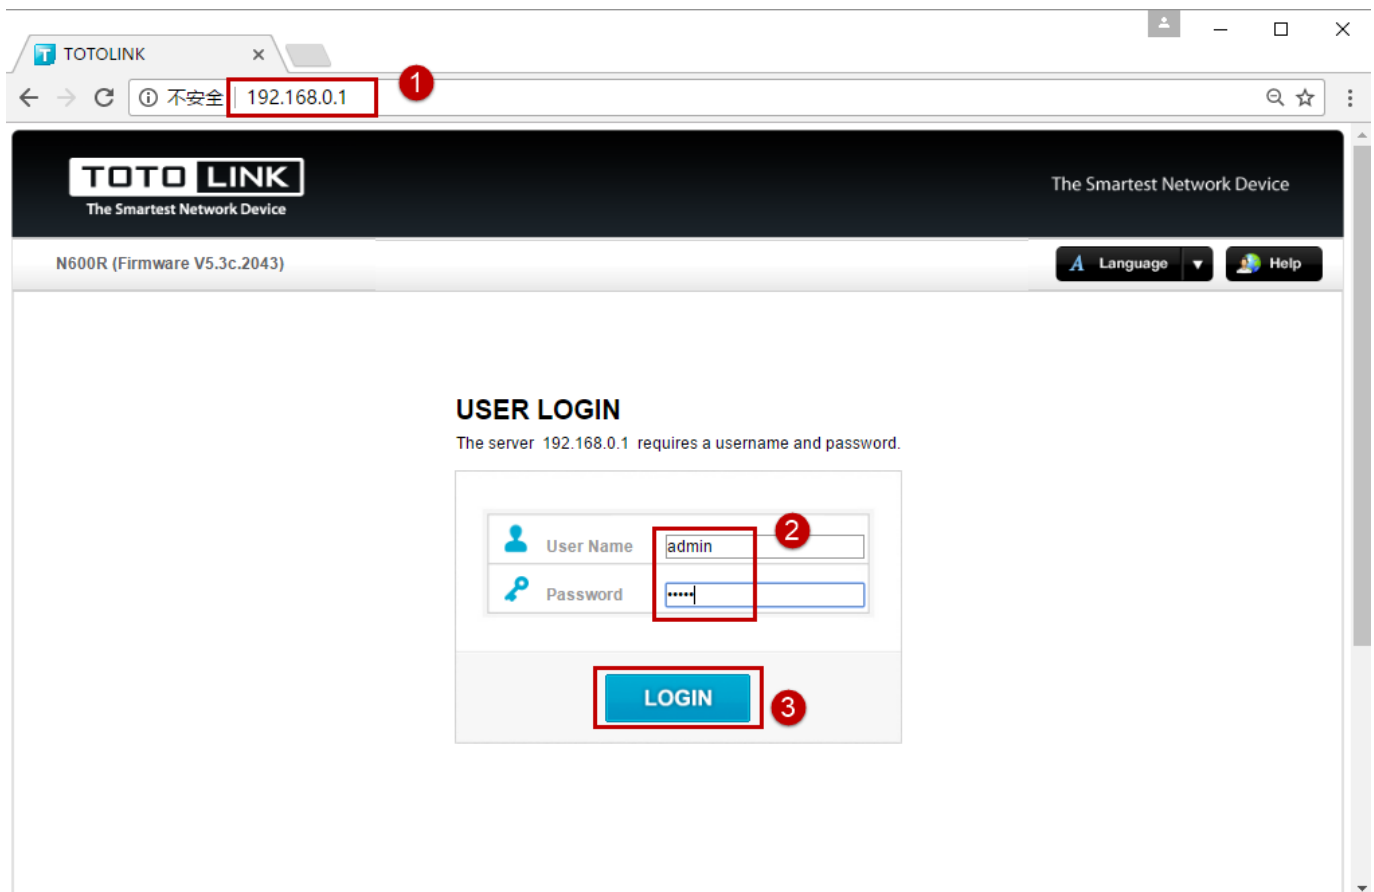 TOTOLINK
不安全 192.168.0.1
1
TOTO LINK
The Smartest Network Device
The Smartest Network Device
N600R (Firmware V5.3c.2043)
A Language
Help
USER LOGIN
The server 192.168.0.1 requires a username and password.
2
User Name admin
Password •••••
LOGIN
3